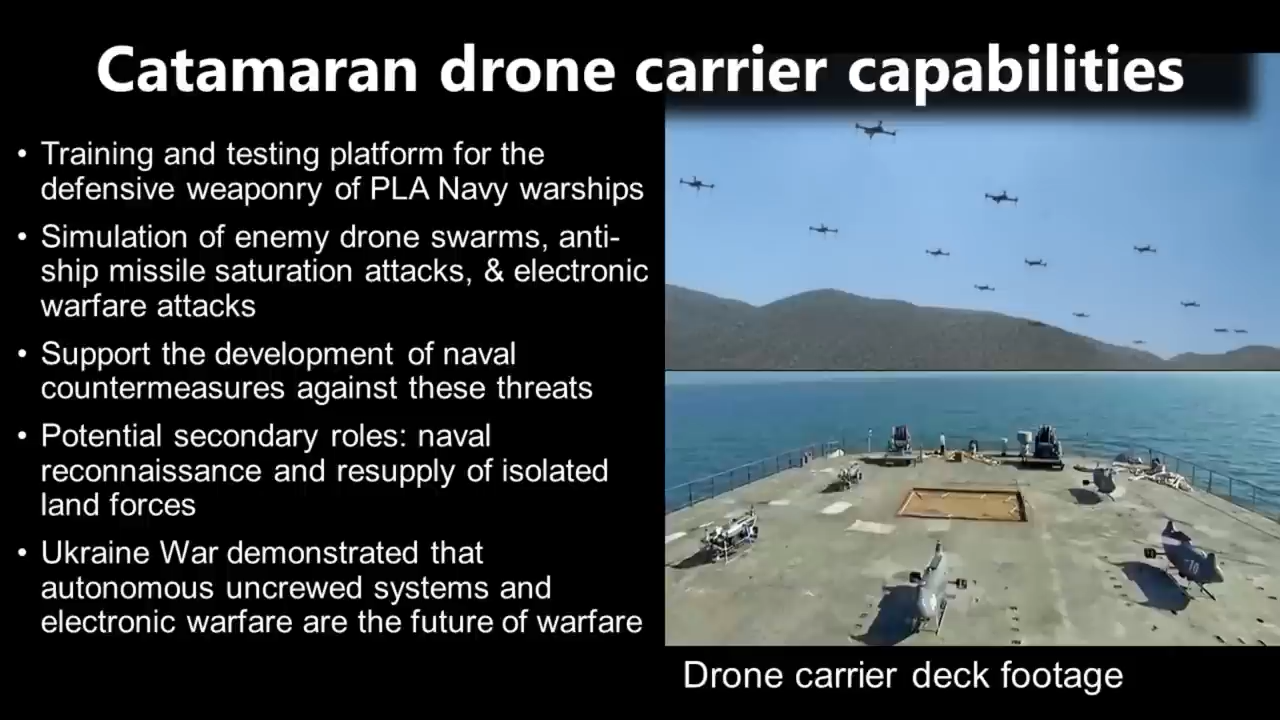 Catamaran drone carrier capabilities
• Training and testing platform for the
defensive weaponry of PLA Navy warships
• Simulation of enemy drone swarms, anti-
ship missile saturation attacks, & electronic
warfare attacks
• Support the development of naval
countermeasures against these threats
• Potential secondary roles: naval
reconnaissance and resupply of isolated
land forces
• Ukraine War demonstrated that
autonomous uncrewed systems and
electronic warfare are the future of warfare
Drone carrier deck footage